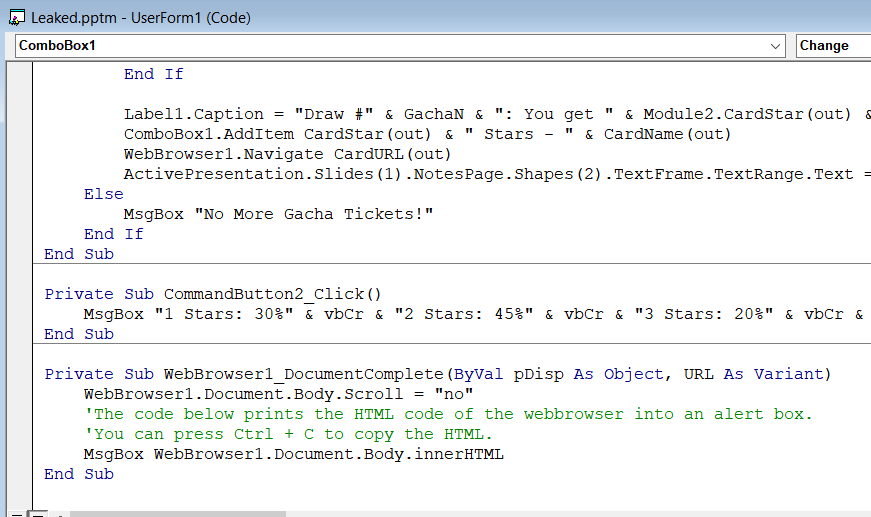 Leaked.pptm - UserForm1 (Code)
ComboBox1 Change
End If
Label1.Caption = "Draw #" & GachaN & ": You get " & Module2.CardStar(out) &
ComboBox1.AddItem CardStar(out) & " Stars - " & CardName(out)
WebBrowser1.Navigate CardURL(out)
ActivePresentation.Slides(1).NotesPage.Shapes(2).TextFrame.TextRange.Text =
Else
MsgBox "No More Gacha Tickets!"
End If
End Sub
Private Sub CommandButton2_Click()
MsgBox "1 Stars: 30%" & vbCr & "2 Stars: 45%" & vbCr & "3 Stars: 20%" & vbCr &
End Sub
Private Sub WebBrowser1_DocumentComplete(ByVal pDisp As Object, URL As Variant)
WebBrowser1.Document.Body.Scroll = "no"
'The code below prints the HTML code of the webbrowser into an alert box.
'You can press Ctrl + C to copy the HTML.
MsgBox WebBrowser1.Document.Body.innerHTML
End Sub